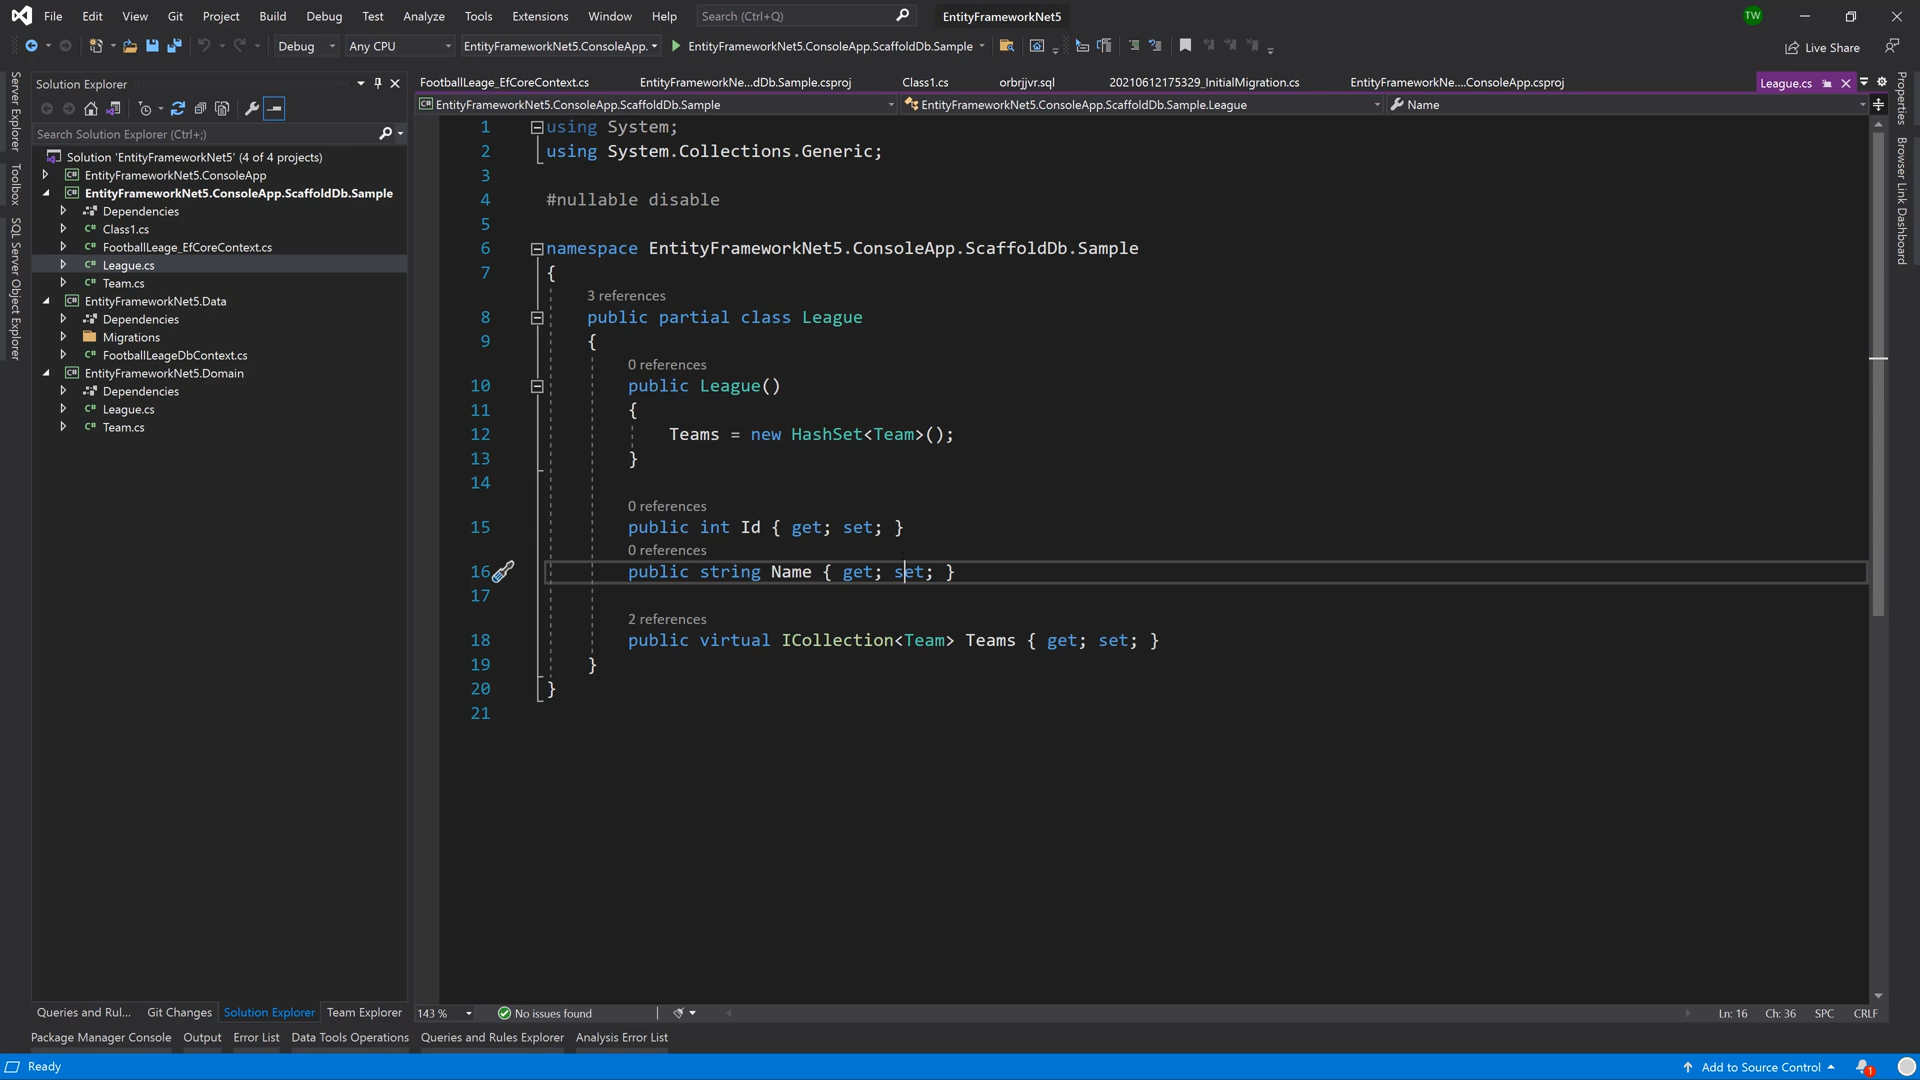 File Edit View Git Project Build Debug Test Analyze Tools Extensions Window Help Search (Ctrl+Q) EntityFrameworkNet5 TW
Debug Any CPU EntityFrameworkNet5.ConsoleApp. EntityFrameworkNet5.ConsoleApp.ScaffoldDb.Sample Live Share
Server Explorer
Toolbox
SQL Server Object Explorer
Solution Explorer
Search Solution Explorer (Ctrl+;)
Solution 'EntityFrameworkNet5' (4 of 4 projects)
EntityFrameworkNet5.ConsoleApp
EntityFrameworkNet5.ConsoleApp.ScaffoldDb.Sample
Dependencies
C# Class1.cs
C# FootballLeage_EfCoreContext.cs
C# League.cs
C# Team.cs
EntityFrameworkNet5.Data
Dependencies
Migrations
C# FootballLeageDbContext.cs
EntityFrameworkNet5.Domain
Dependencies
C# League.cs
C# Team.cs
Queries and Rul... Git Changes Solution Explorer Team Explorer
FootballLeage_EfCoreContext.cs EntityFrameworkNe...dDb.Sample.csproj Class1.cs orbrjjvr.sql 20210612175329_InitialMigration.cs EntityFrameworkNe....ConsoleApp.csproj League.cs
EntityFrameworkNet5.ConsoleApp.ScaffoldDb.Sample EntityFrameworkNet5.ConsoleApp.ScaffoldDb.Sample.League Name
1 using System;
2 using System.Collections.Generic;
3
4 #nullable disable
5
6 namespace EntityFrameworkNet5.ConsoleApp.ScaffoldDb.Sample
7 {
3 references
8 public partial class League
9 {
0 references
10 public League()
11 {
12 Teams = new HashSet<Team>();
13 }
14
0 references
15 public int Id { get; set; }
0 references
16 public string Name { get; set; }
17
2 references
18 public virtual ICollection<Team> Teams { get; set; }
19 }
20 }
21
143 % No issues found Ln: 16 Ch: 36 SPC CRLF
Properties
Browser Link Dashboard
Package Manager Console Output Error List Data Tools Operations Queries and Rules Explorer Analysis Error List
Ready Add to Source Control 1